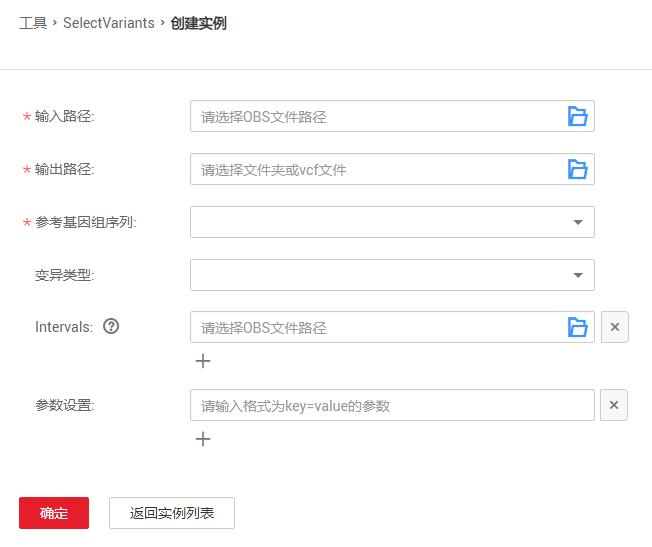 工具 › SelectVariants › 创建实例
* 输入路径: 请选择OBS文件路径
* 输出路径: 请选择文件夹或vcf文件
* 参考基因组序列:
变异类型:
Intervals: ? 请选择OBS文件路径 ×
+
参数设置: 请输入格式为key=value的参数 ×
+
确定 返回实例列表